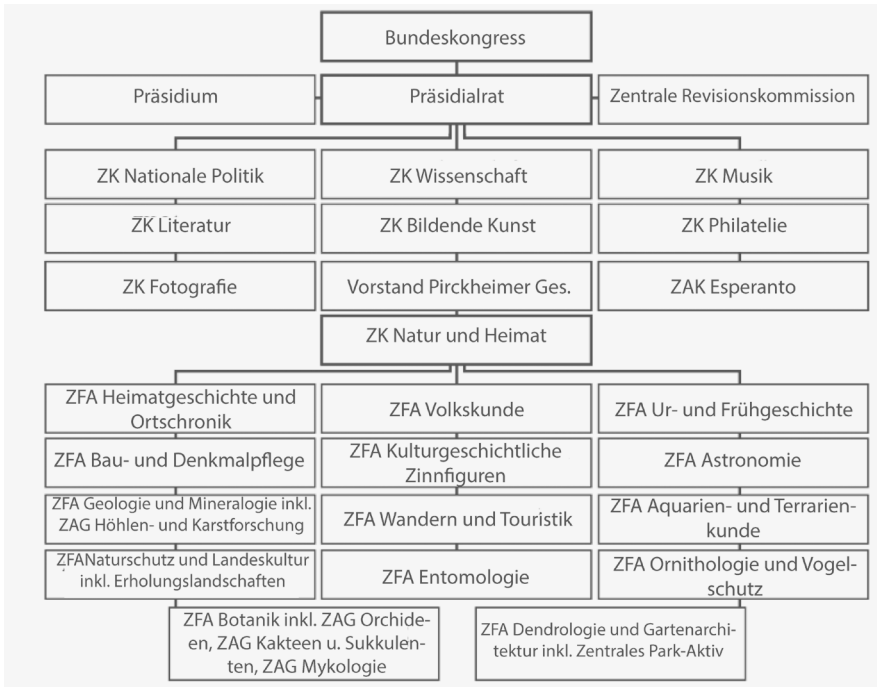 Bundeskongress
Präsidium
Präsidialrat
Zentrale Revisionskommission
ZK Nationale Politik
ZK Wissenschaft
ZK Musik
ZK Literatur
ZK Bildende Kunst
ZK Philatelie
ZK Fotografie
Vorstand Pirckheimer Ges.
ZAK Esperanto
ZK Natur und Heimat
ZFA Heimatgeschichte und
Ortschronik
ZFA Volkskunde
ZFA Ur- und Frühgeschichte
ZFA Bau- und Denkmalpflege
ZFA Kulturgeschichtliche
Zinnfiguren
ZFA Astronomie
ZFA Geologie und Mineralogie inkl.
ZAG Höhlen- und Karstforschung
ZFA Wandern und Touristik
ZFA Aquarien- und Terrarien-
kunde
ZFANaturschutz und Landeskultur
inkl. Erholungslandschaften
ZFA Entomologie
ZFA Ornithologie und Vogel-
schutz
ZFA Botanik inkl. ZAG Orchide-
en, ZAG Kakteen u. Sukkulen-
ten, ZAG Mykologie
ZFA Dendrologie und Gartenarchi-
tektur inkl. Zentrales Park-Aktiv